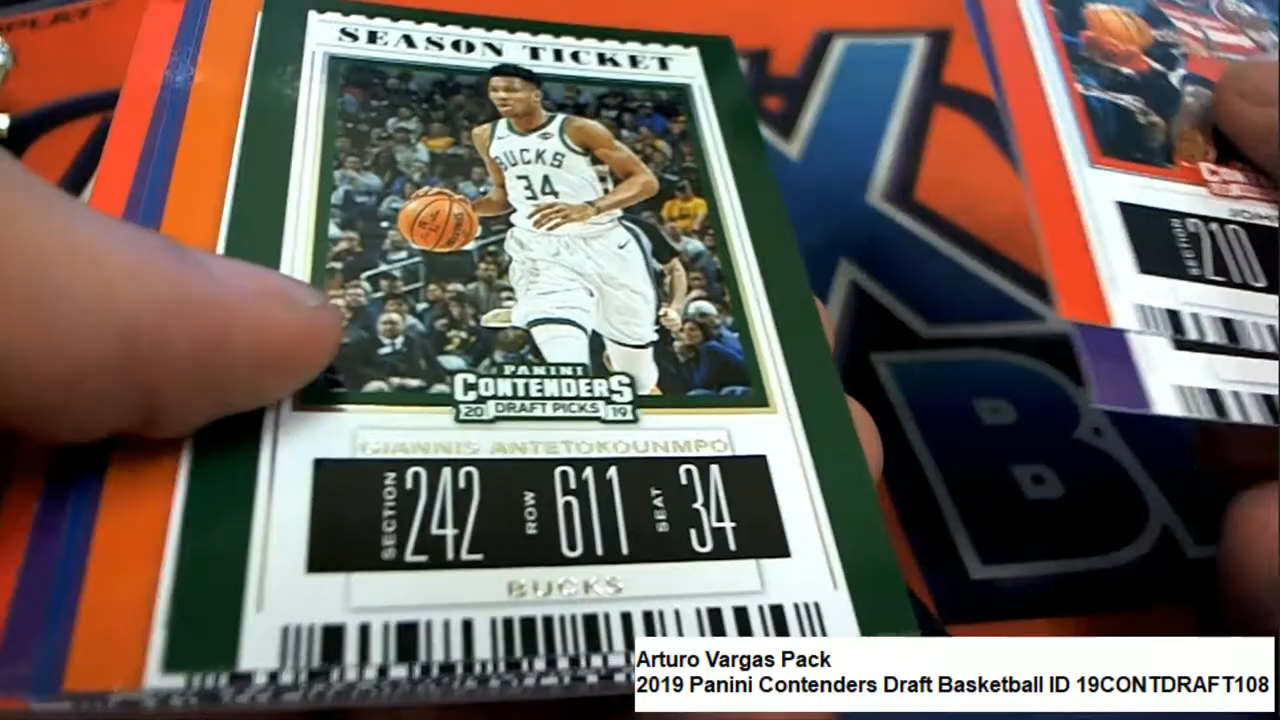 SEASON TICKET
BUCKS
34
PANINI
CONTENDERS
20 DRAFT PICKS 19
GIANNIS ANTETOKOUNMPO
SECTION 242 ROW 611 SEAT 34
BUCKS
SECTION 210
Arturo Vargas Pack
2019 Panini Contenders Draft Basketball ID 19CONTDRAFT108